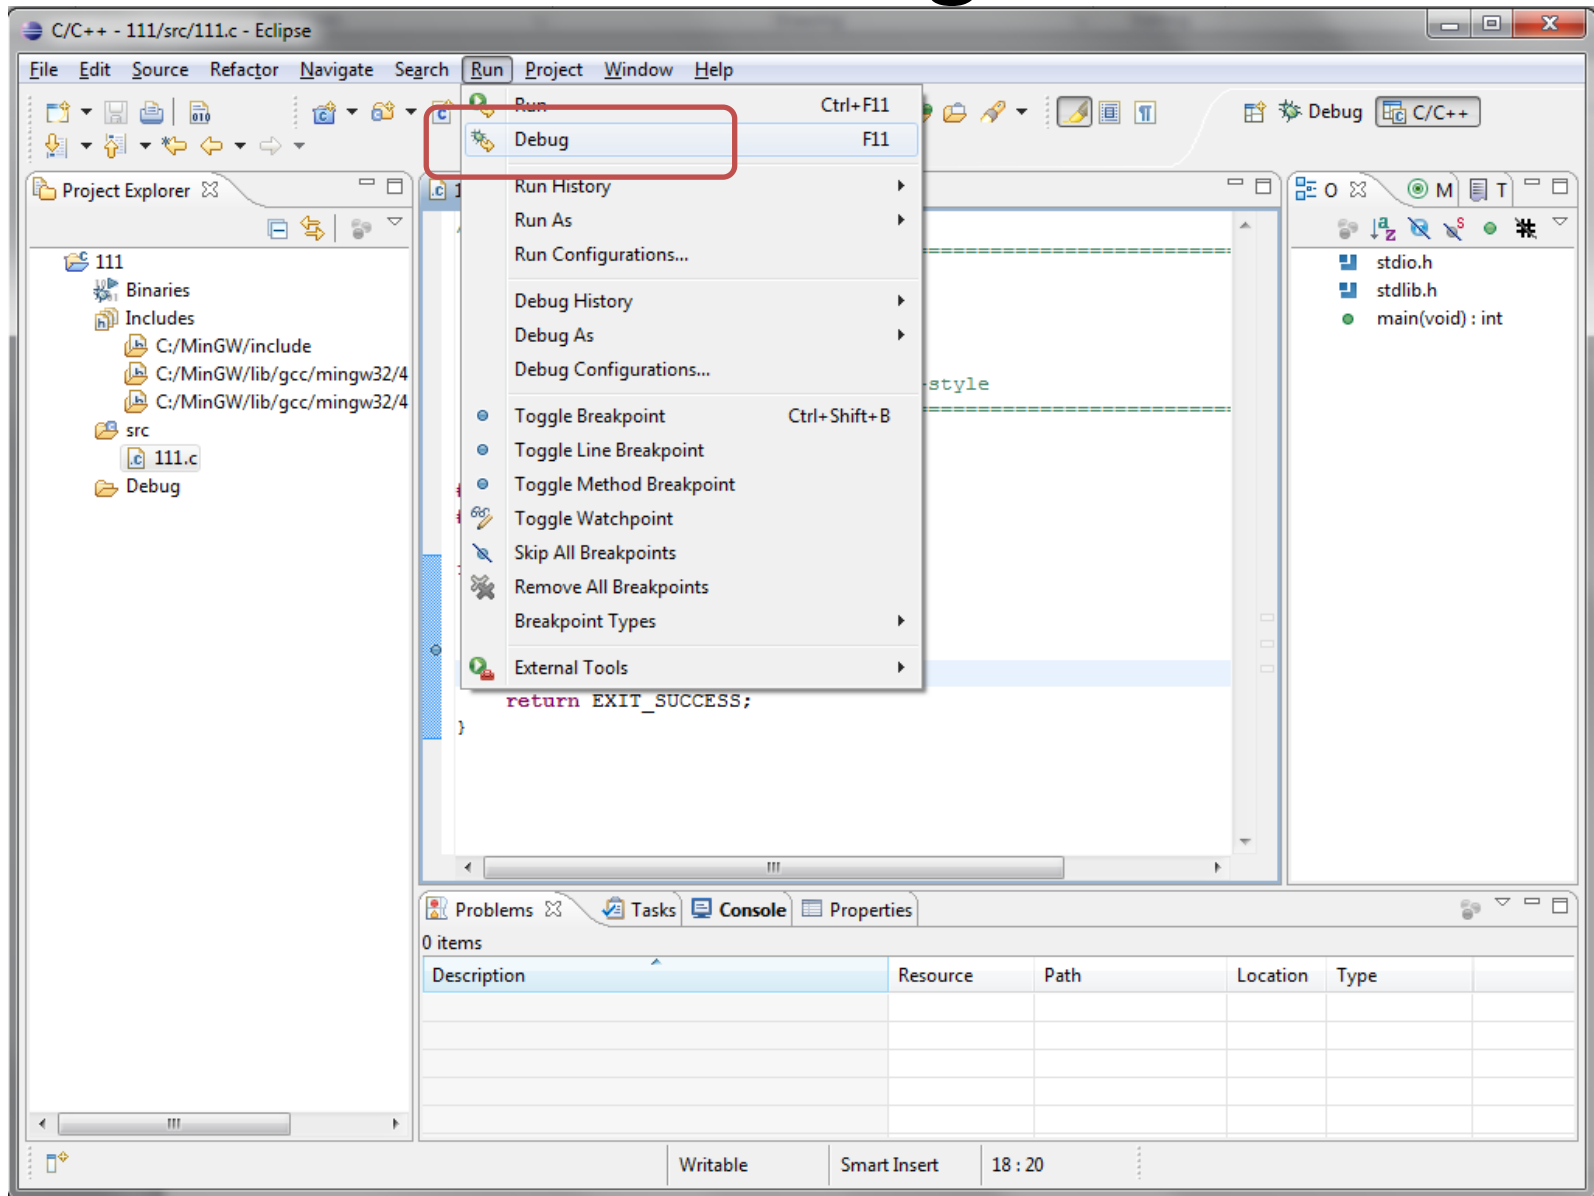 C/C++ - 111/src/111.c - Eclipse
File Edit Source Refactor Navigate Search Run Project Window Help
Run Ctrl+F11
Debug F11
Debug C/C++
Project Explorer
O M T
Run History
Run As
Run Configurations...
Debug History
Debug As
Debug Configurations...
Toggle Breakpoint Ctrl+Shift+B
Toggle Line Breakpoint
Toggle Method Breakpoint
Toggle Watchpoint
Skip All Breakpoints
Remove All Breakpoints
Breakpoint Types
External Tools
111
Binaries
Includes
C:/MinGW/include
C:/MinGW/lib/gcc/mingw32/4
C:/MinGW/lib/gcc/mingw32/4
src
111.c
Debug
-style
return EXIT_SUCCESS;
}
stdio.h
stdlib.h
main(void) : int
Problems Tasks Console Properties
0 items
Description Resource Path Location Type
Writable Smart Insert 18 : 20